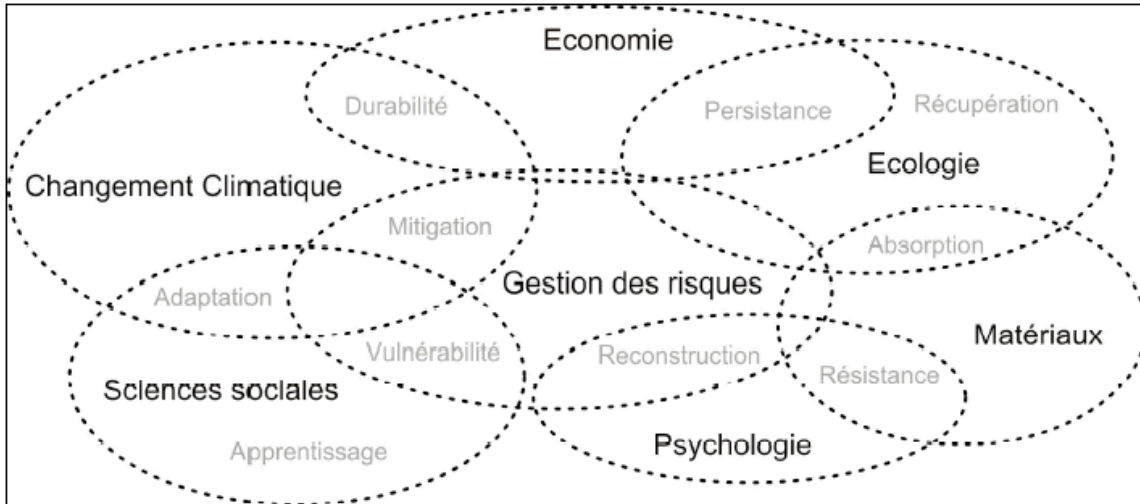 Economie
Durabilité
Persistance
Récupération
Ecologie
Changement Climatique
Mitigation
Absorption
Gestion des risques
Adaptation
Matériaux
Vulnérabilité
Reconstruction
Résistance
Sciences sociales
Psychologie
Apprentissage